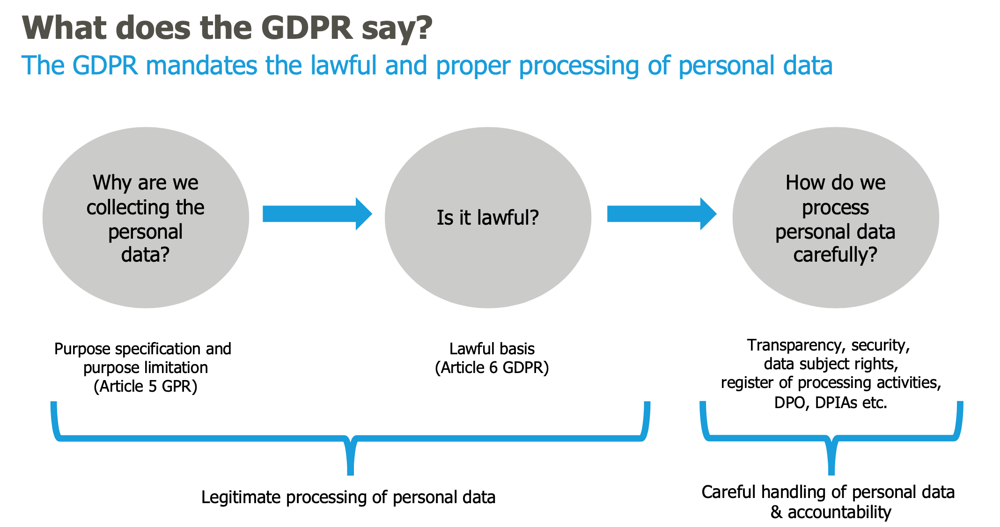 What does the GDPR say?
The GDPR mandates the lawful and proper processing of personal data
Why are we
collecting the
personal
data?
Is it lawful?
How do we
process
personal data
carefully?
Purpose specification and
purpose limitation
(Article 5 GPR)
Lawful basis
(Article 6 GDPR)
Transparency, security,
data subject rights,
register of processing activities,
DPO, DPIAs etc.
Legitimate processing of personal data
Careful handling of personal data
& accountability